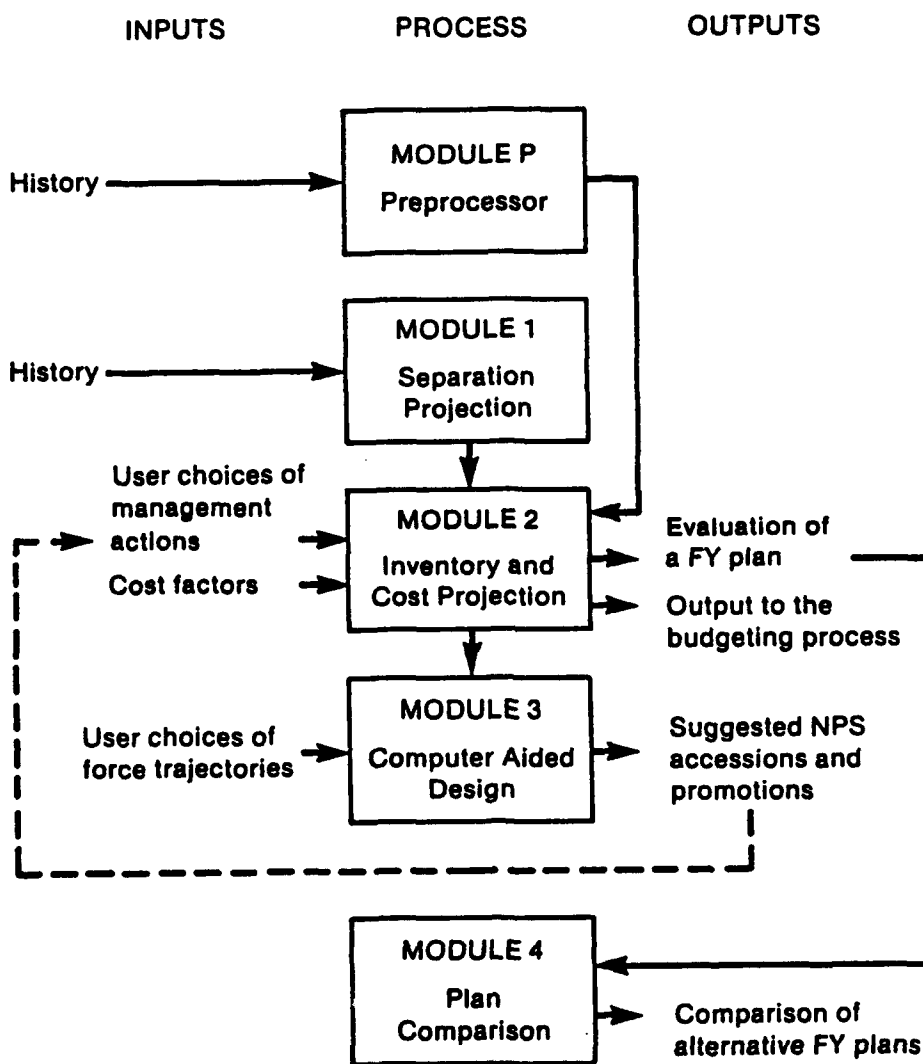 INPUTS PROCESS OUTPUTS
MODULE P
Preprocessor
History
MODULE 1
Separation
Projection
History
User choices of
management
actions
Cost factors
MODULE 2
Inventory and
Cost Projection
Evaluation of
a FY plan
Output to the
budgeting process
MODULE 3
Computer Aided
Design
User choices of
force trajectories
Suggested NPS
accessions and
promotions
MODULE 4
Plan
Comparison
Comparison of
alternative FY plans